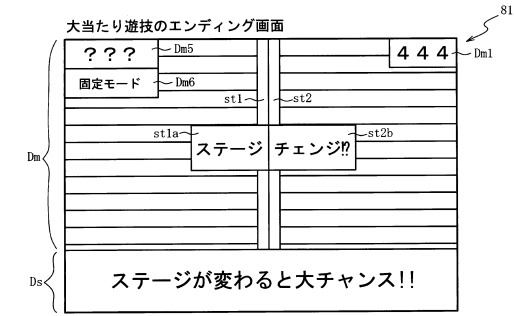 大当たり遊技のエンディング画面
81
??? Dm5
444 Dm1
固定モード Dm6
st1 st2
st1a st2b
ステージ チェンジ!?
Dm
Ds
ステージが変わると大チャンス!!